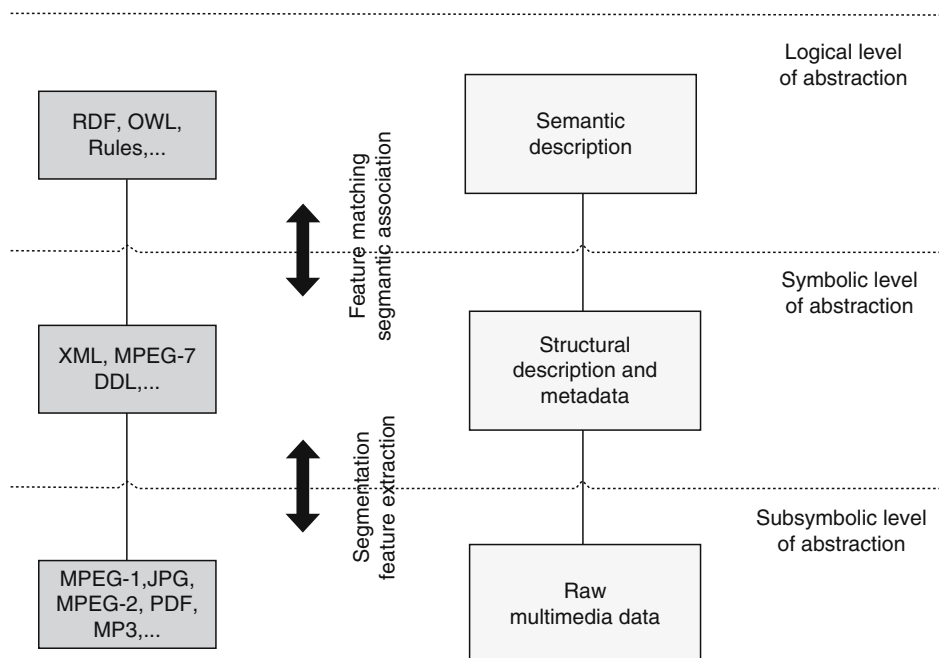 Logical level
of abstraction
RDF, OWL,
Rules,...
Semantic
description
Feature matching
segmantic association
Symbolic level
of abstraction
XML, MPEG-7
DDL,...
Structural
description and
metadata
Segmentation
feature extraction
Subsymbolic level
of abstraction
MPEG-1,JPG,
MPEG-2, PDF,
MP3,...
Raw
multimedia data